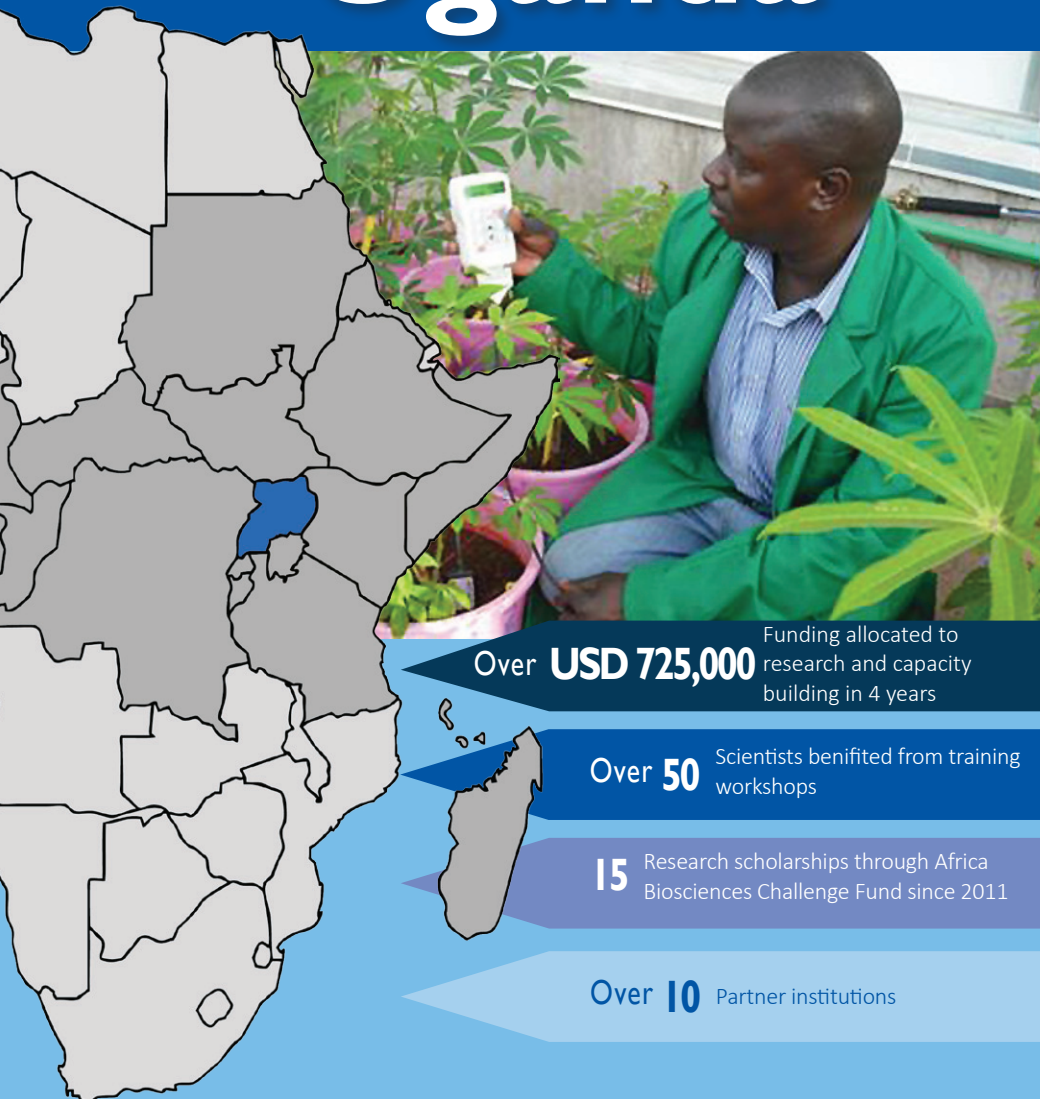 Uganda
Over USD 725,000
Funding allocated to
research and capacity
building in 4 years
Over 50
Scientists benifited from training
workshops
15
Research scholarships through Africa
Biosciences Challenge Fund since 2011
Over 10 Partner institutions